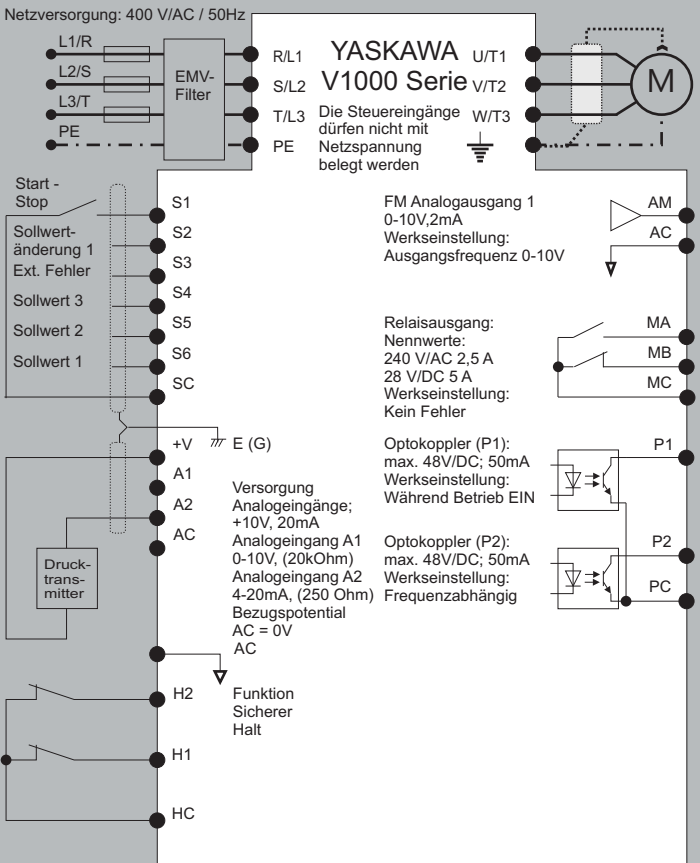 Netzversorgung: 400 V/AC / 50Hz
L1/R
L2/S
L3/T
PE
EMV-
Filter
R/L1
S/L2
T/L3
PE
YASKAWA
V1000 Serie
Die Steuereingänge
dürfen nicht mit
Netzspannung
belegt werden
U/T1
V/T2
W/T3
M
Start -
Stop
Sollwert-
änderung 1
Ext. Fehler
Sollwert 3
Sollwert 2
Sollwert 1
S1
S2
S3
S4
S5
S6
SC
FM Analogausgang 1
0-10V,2mA
Werkseinstellung:
Ausgangsfrequenz 0-10V
AM
AC
Relaisausgang:
Nennwerte:
240 V/AC 2,5 A
28 V/DC 5 A
Werkseinstellung:
Kein Fehler
MA
MB
MC
+V
E (G)
A1
A2
AC
Druck-
trans-
mitter
Versorgung
Analogeingänge;
+10V, 20mA
Analogeingang A1
0-10V, (20kOhm)
Analogeingang A2
4-20mA, (250 Ohm)
Bezugspotential
AC = 0V
AC
Optokoppler (P1):
max. 48V/DC; 50mA
Werkseinstellung:
Während Betrieb EIN
P1
Optokoppler (P2):
max. 48V/DC; 50mA
Werkseinstellung:
Frequenzabhängig
P2
PC
H2
H1
HC
Funktion
Sicherer
Halt